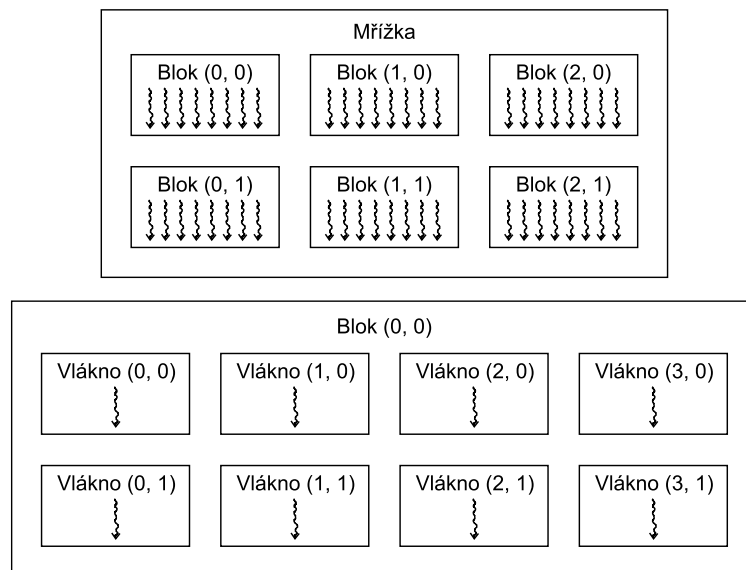 Mřížka
Blok (0, 0) Blok (1, 0) Blok (2, 0)
Blok (0, 1) Blok (1, 1) Blok (2, 1)
Blok (0, 0)
Vlákno (0, 0) Vlákno (1, 0) Vlákno (2, 0) Vlákno (3, 0)
Vlákno (0, 1) Vlákno (1, 1) Vlákno (2, 1) Vlákno (3, 1)